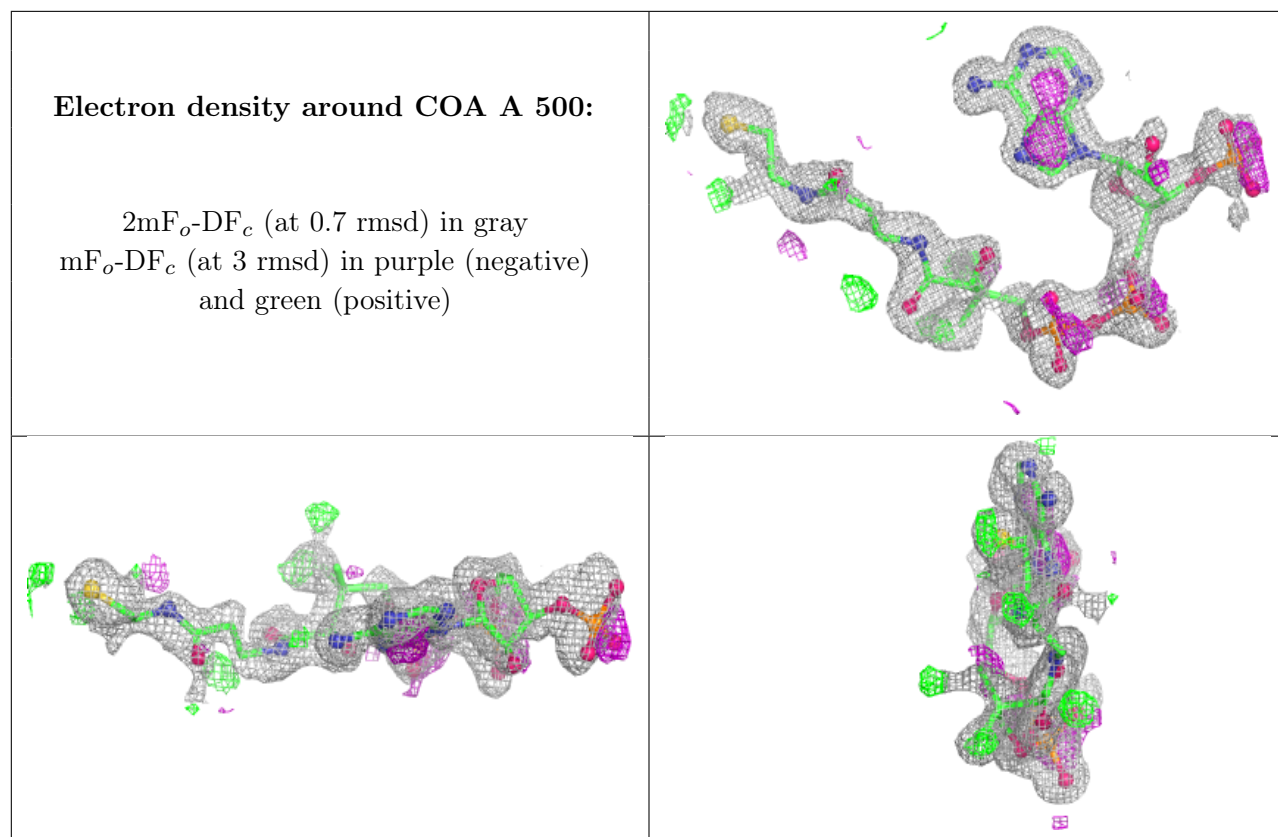 Electron density around COA A 500:
2mFₒ-DF𝑐 (at 0.7 rmsd) in gray
mFₒ-DF𝑐 (at 3 rmsd) in purple (negative)
and green (positive)